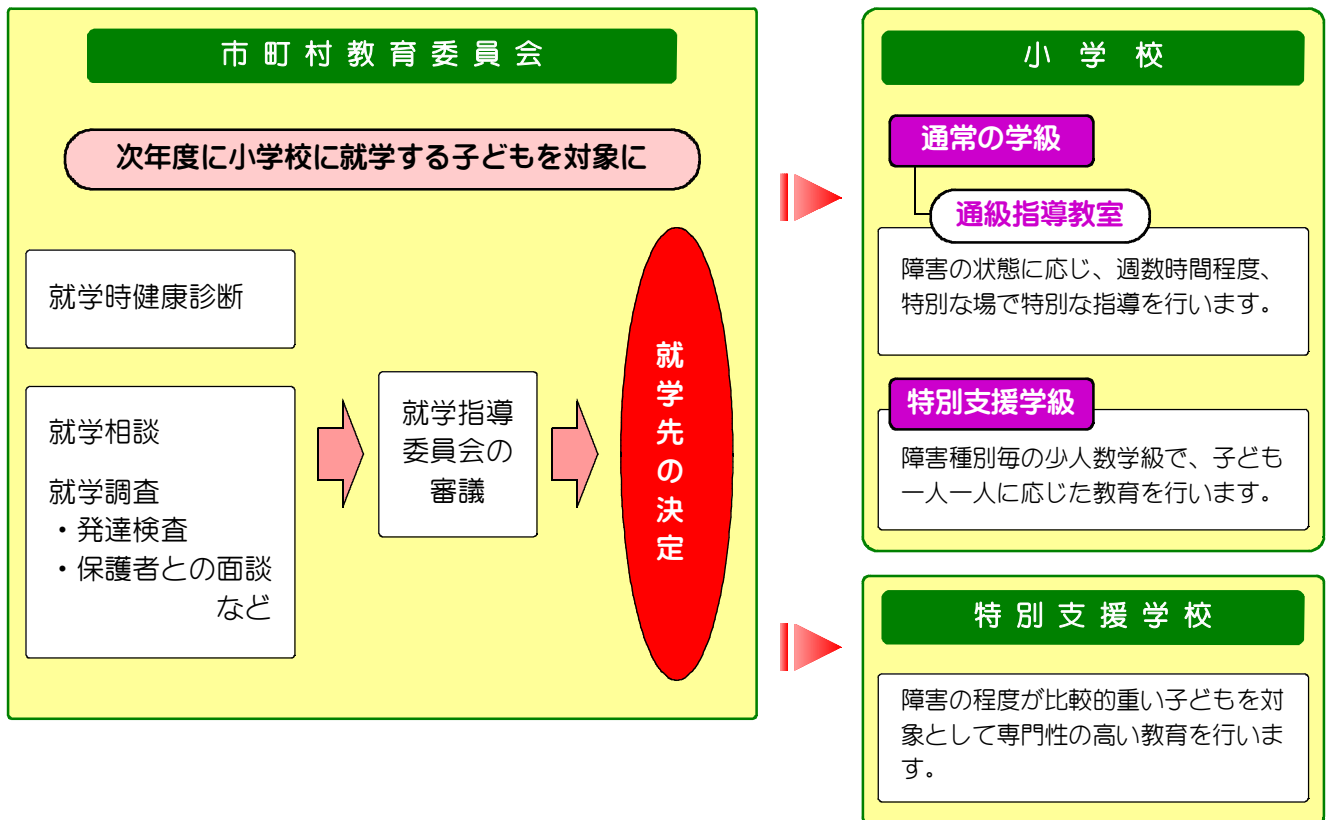 市町村教育委員会
次年度に小学校に就学する子どもを対象に
就学時健康診断
就学相談
就学調査
・発達検査
・保護者との面談
など
就学指導
委員会の
審議
就学先の決定
小学校
通常の学級
通級指導教室
障害の状態に応じ、週数時間程度、
特別な場で特別な指導を行います。
特別支援学級
障害種別毎の少人数学級で、子ども
一人一人に応じた教育を行います。
特別支援学校
障害の程度が比較的重い子どもを対
象として専門性の高い教育を行いま
す。